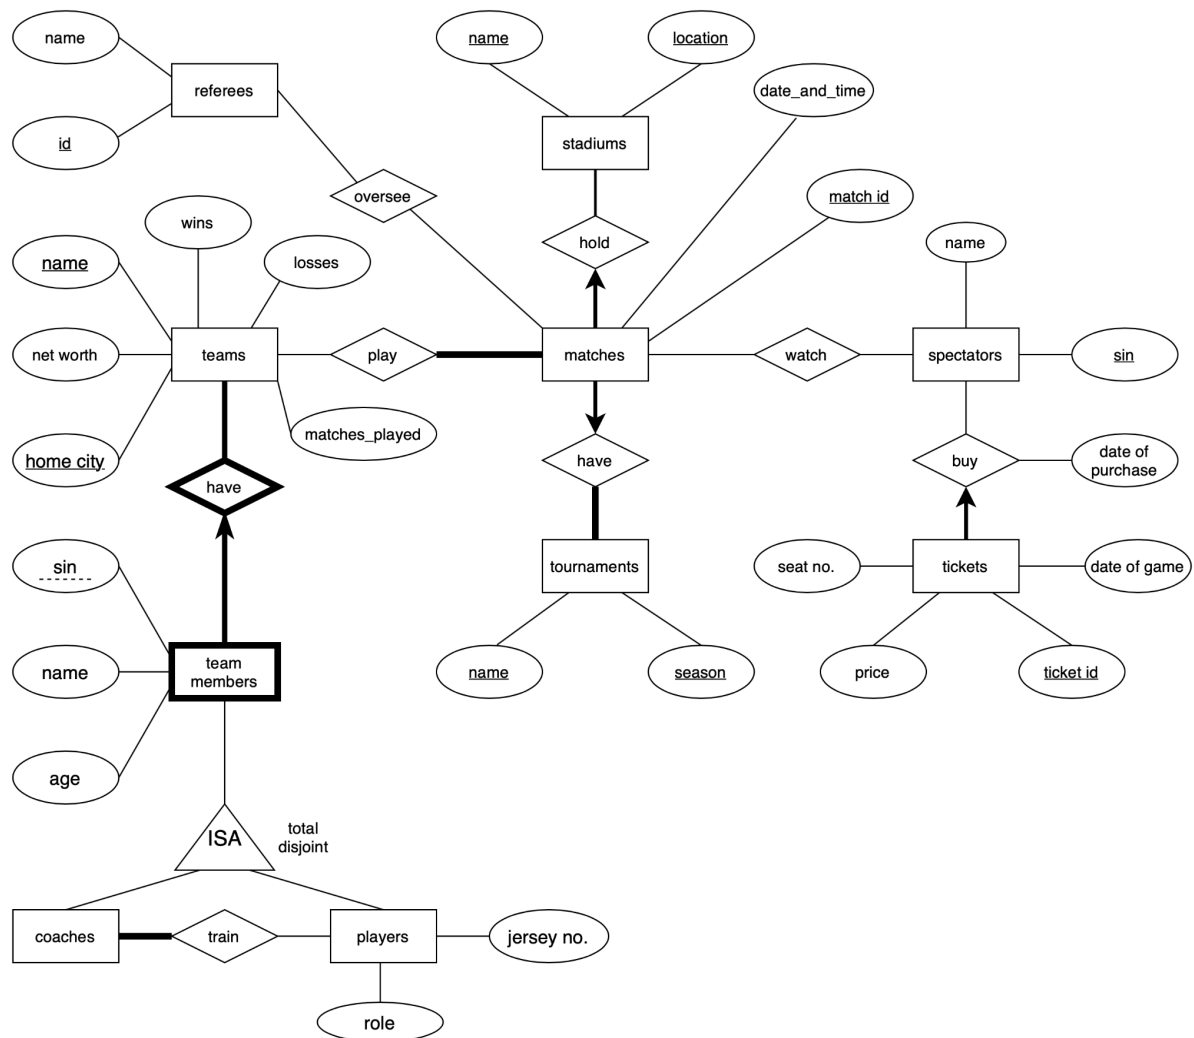 name
name
location
referees
date_and_time
id
stadiums
oversee
match id
wins
name
losses
hold
name
net worth
teams
play
matches
watch
spectators
sin
home city
matches_played
have
have
buy
date of
purchase
sin
tournaments
seat no.
tickets
date of game
name
team
members
name
season
price
ticket id
age
ISA
total
disjoint
coaches
train
players
jersey no.
role